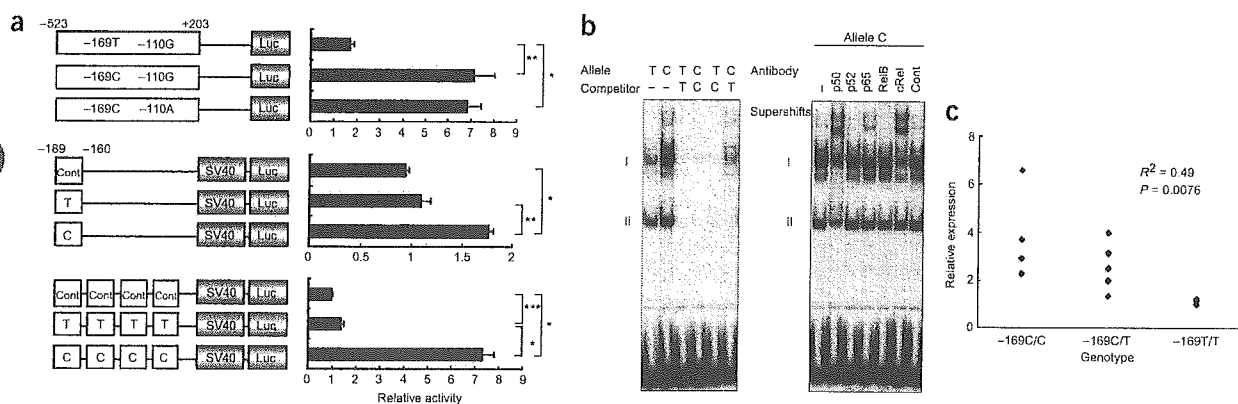 a
−523 +203
−169T −110G Luc
−169C −110G Luc
−169C −110A Luc
** *
0 1 2 3 4 5 6 7 8 9
−189 −160
Cont SV40 Luc
T SV40 Luc
C SV40 Luc
** *
0 0.5 1 1.5 2
Cont Cont Cont Cont SV40 Luc
T T T T SV40 Luc
C C C C SV40 Luc
*** * *
0 1 2 3 4 5 6 7 8 9
Relative activity
b
Allele T C T C T C
Competitor – – T C C T
I
II
Allele C
Antibody – p50 p52 p65 RelB cRel Cont
Supershifts
I
II
c
8
6
4
2
0
Relative expression
R² = 0.49
P = 0.0076
−169C/C −169C/T −169T/T
Genotype